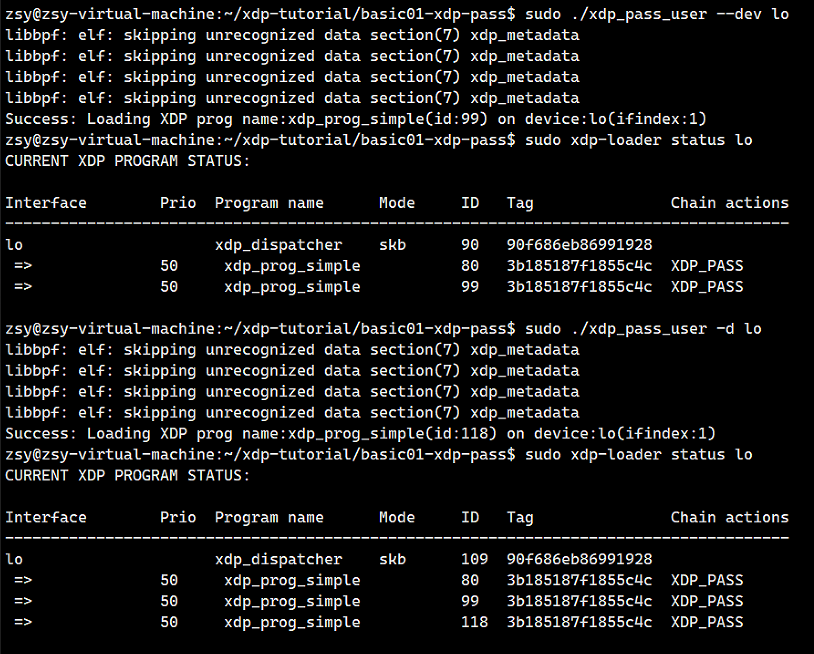 zsy@zsy-virtual-machine:~/xdp-tutorial/basic01-xdp-pass$ sudo ./xdp_pass_user --dev lo
libbpf: elf: skipping unrecognized data section(7) xdp_metadata
libbpf: elf: skipping unrecognized data section(7) xdp_metadata
libbpf: elf: skipping unrecognized data section(7) xdp_metadata
libbpf: elf: skipping unrecognized data section(7) xdp_metadata
Success: Loading XDP prog name:xdp_prog_simple(id:99) on device:lo(ifindex:1)
zsy@zsy-virtual-machine:~/xdp-tutorial/basic01-xdp-pass$ sudo xdp-loader status lo
CURRENT XDP PROGRAM STATUS:

Interface        Prio  Program name      Mode     ID   Tag               Chain actions
--------------------------------------------------------------------------------------
lo                     xdp_dispatcher    skb      90   90f686eb86991928
 =>              50     xdp_prog_simple           80   3b185187f1855c4c  XDP_PASS
 =>              50     xdp_prog_simple           99   3b185187f1855c4c  XDP_PASS

zsy@zsy-virtual-machine:~/xdp-tutorial/basic01-xdp-pass$ sudo ./xdp_pass_user -d lo
libbpf: elf: skipping unrecognized data section(7) xdp_metadata
libbpf: elf: skipping unrecognized data section(7) xdp_metadata
libbpf: elf: skipping unrecognized data section(7) xdp_metadata
libbpf: elf: skipping unrecognized data section(7) xdp_metadata
Success: Loading XDP prog name:xdp_prog_simple(id:118) on device:lo(ifindex:1)
zsy@zsy-virtual-machine:~/xdp-tutorial/basic01-xdp-pass$ sudo xdp-loader status lo
CURRENT XDP PROGRAM STATUS:

Interface        Prio  Program name      Mode     ID   Tag               Chain actions
--------------------------------------------------------------------------------------
lo                     xdp_dispatcher    skb      109  90f686eb86991928
 =>              50     xdp_prog_simple           80   3b185187f1855c4c  XDP_PASS
 =>              50     xdp_prog_simple           99   3b185187f1855c4c  XDP_PASS
 =>              50     xdp_prog_simple           118  3b185187f1855c4c  XDP_PASS